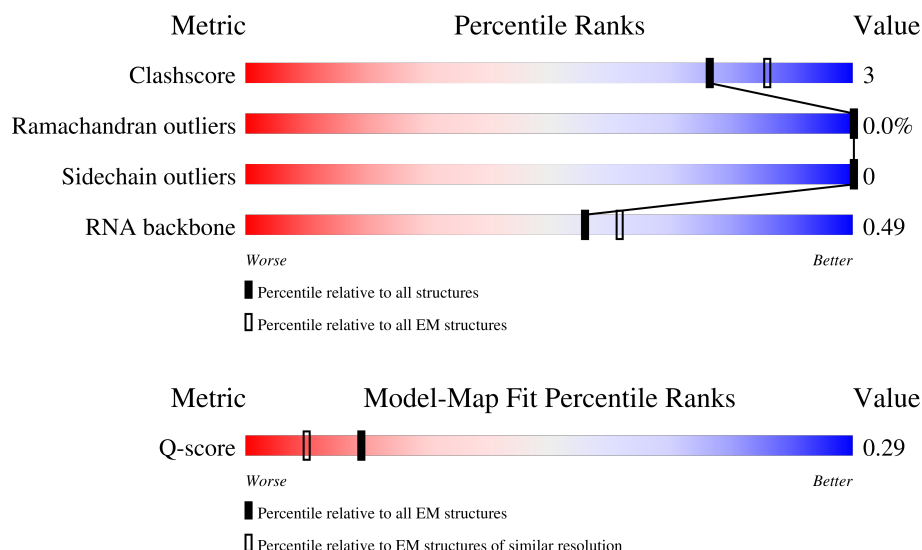 Metric Percentile Ranks Value
Clashscore 3
Ramachandran outliers 0.0%
Sidechain outliers 0
RNA backbone 0.49
Worse Better
Percentile relative to all structures
Percentile relative to all EM structures
Metric Model-Map Fit Percentile Ranks Value
Q-score 0.29
Worse Better
Percentile relative to all EM structures
Percentile relative to EM structures of similar resolution